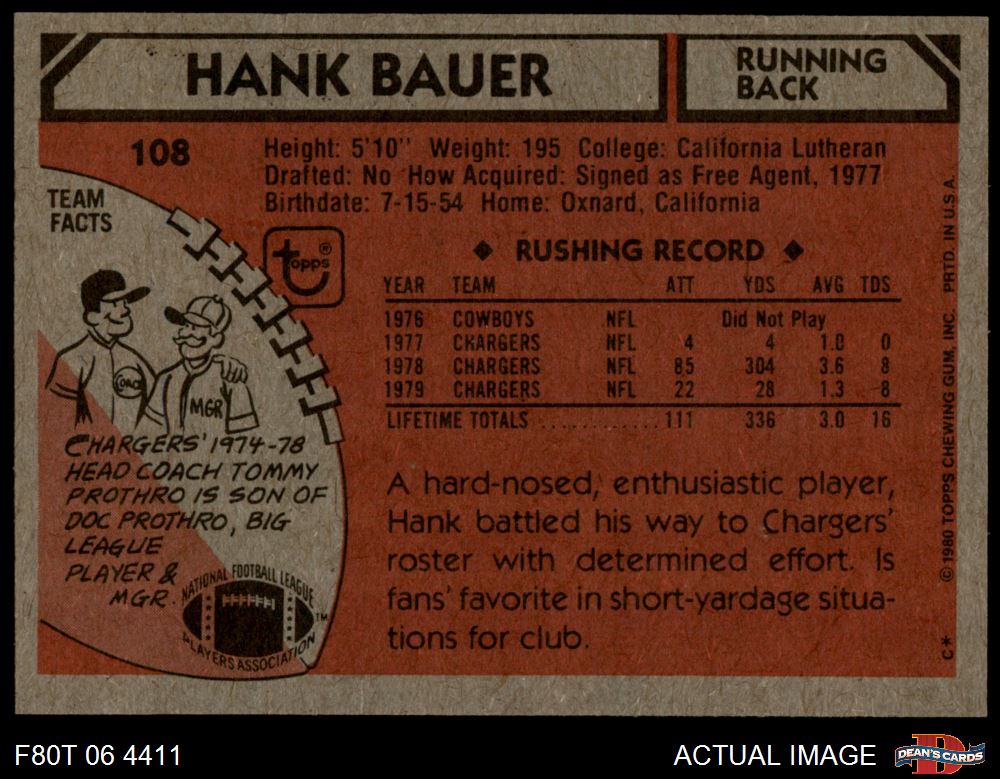 HANK BAUER
RUNNING
BACK
108
Height: 5'10" Weight: 195 College: California Lutheran
Drafted: No How Acquired: Signed as Free Agent, 1977
Birthdate: 7-15-54 Home: Oxnard, California
TEAM
FACTS
topps®
COACH
MGR
CHARGERS' 1974-78
HEAD COACH TOMMY
PROTHRO IS SON OF
DOC PROTHRO, BIG
LEAGUE
PLAYER &
MGR.
NATIONAL FOOTBALL LEAGUE
PLAYERS ASSOCIATION
TM
◆ RUSHING RECORD ◆
YEAR TEAM ATT YDS AVG TDS
1976 COWBOYS NFL Did Not Play
1977 CHARGERS NFL 4 4 1.0 0
1978 CHARGERS NFL 85 304 3.6 8
1979 CHARGERS NFL 22 28 1.3 8
LIFETIME TOTALS ............ 111 336 3.0 16
A hard-nosed, enthusiastic player,
Hank battled his way to Chargers'
roster with determined effort. Is
fans' favorite in short-yardage situa-
tions for club.
C* © 1980 TOPPS CHEWING GUM, INC. PRTD. IN U.S.A.
F80T 06 4411
ACTUAL IMAGE
DEAN'S CARDS